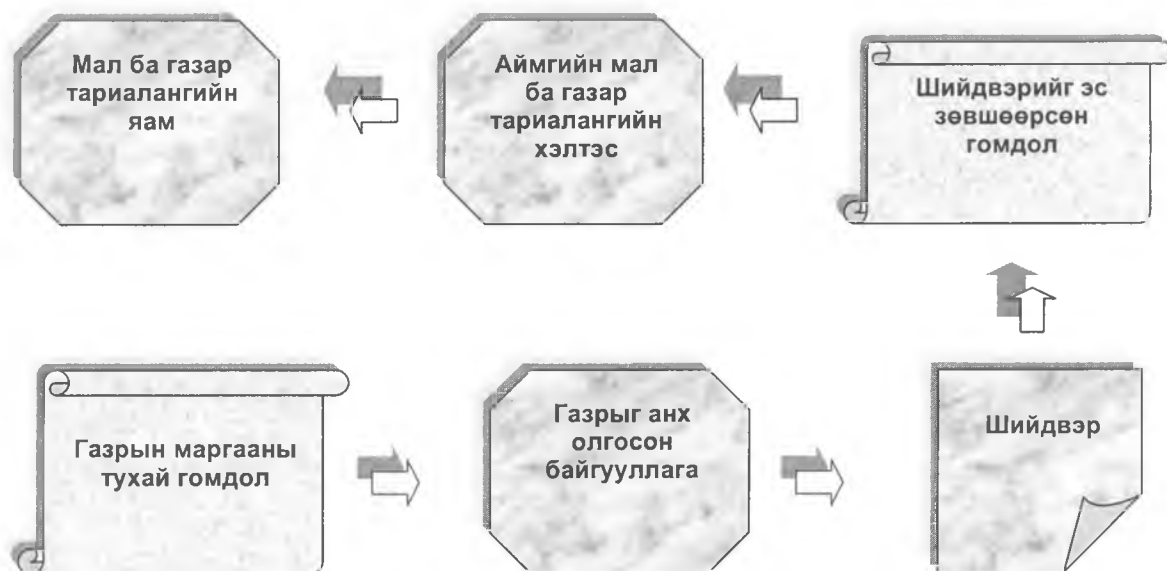 Мал ба газар
тариалангийн
яам
Аймгийн мал
ба газар
тариалангийн
хэлтэс
Шийдвэрийг эс
зөвшөөрсөн
гомдол
Газрын маргааны
тухай гомдол
Газрыг анх
олгосон
байгууллага
Шийдвэр